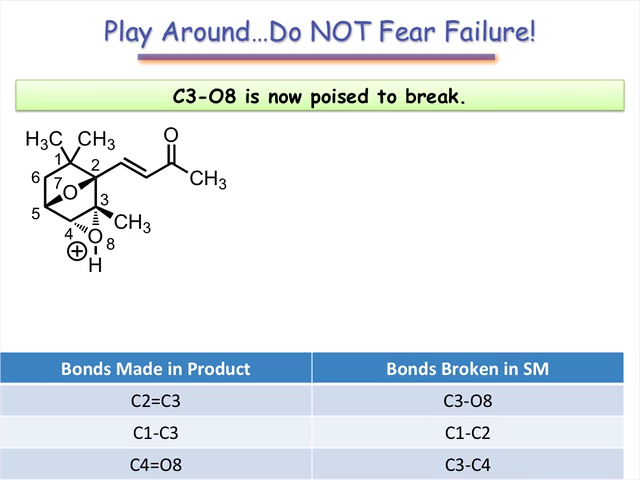 Play Around...Do NOT Fear Failure!
C3-O8 is now poised to break.
O
H₃C CH₃
1
2
6
CH₃
7
O
3
5
CH₃
4
O
8
+
H
Bonds Made in Product Bonds Broken in SM
C2=C3 C3-O8
C1-C3 C1-C2
C4=O8 C3-C4